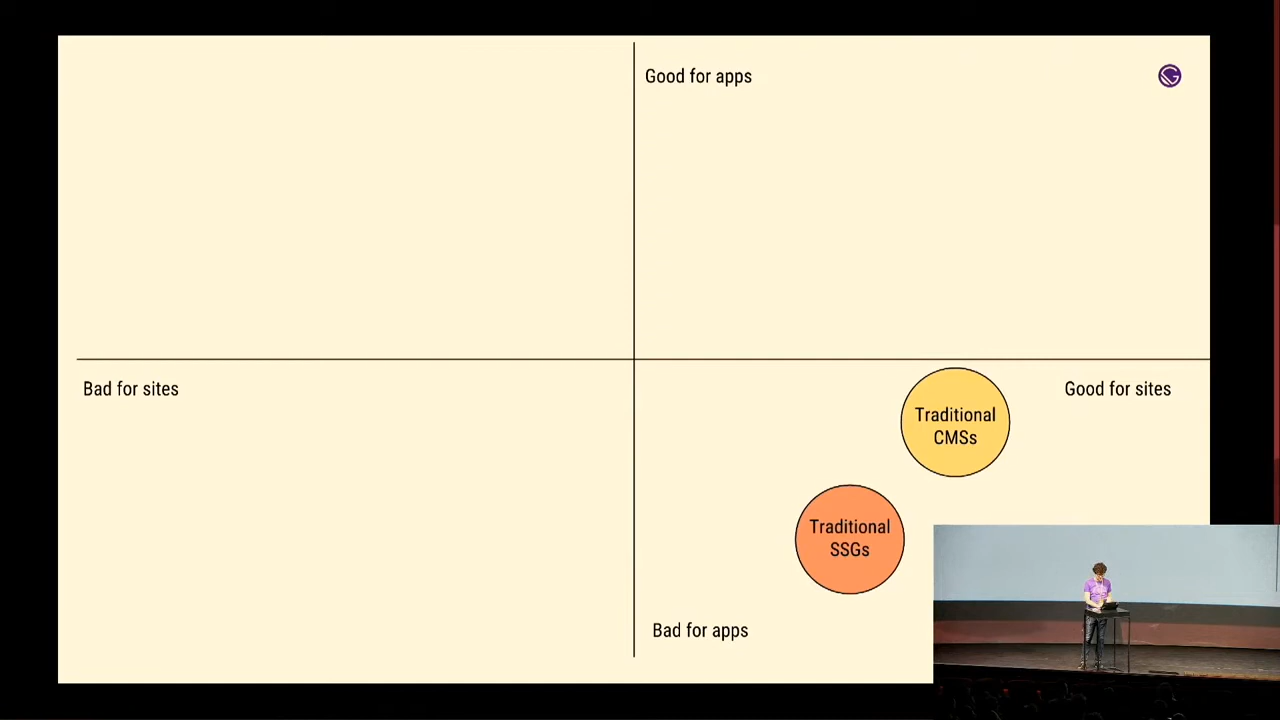 Good for apps
Bad for sites
Good for sites
Traditional
CMSs
Traditional
SSGs
Bad for apps